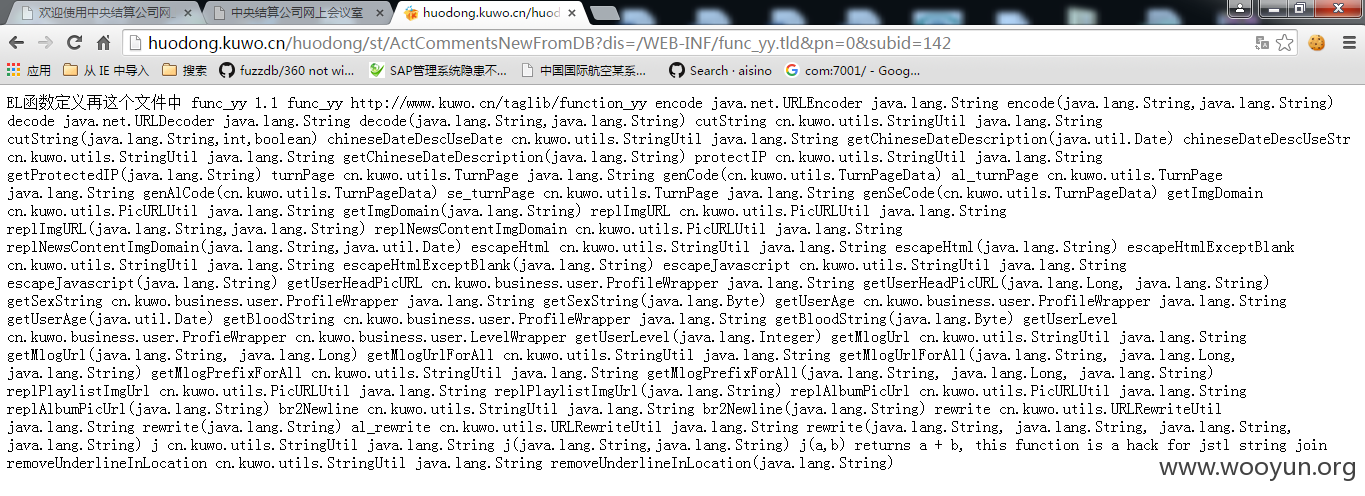 欢迎使用中央结算公司网_
中央结算公司网上会议室
huodong.kuwo.cn/huod
huodong.kuwo.cn/huodong/st/ActCommentsNewFromDB?dis=/WEB-INF/func_yy.tld&pn=0&subid=142
应用 从 IE 中导入 搜索 fuzzdb/360 not wi... SAP管理系统隐患不... 中国国际航空某系... Search · aisino com:7001/ - Goog...
EL函数定义再这个文件中 func_yy 1.1 func_yy http://www.kuwo.cn/taglib/function_yy encode java.net.URLEncoder java.lang.String encode(java.lang.String,java.lang.String)
decode java.net.URLDecoder java.lang.String decode(java.lang.String,java.lang.String) cutString cn.kuwo.utils.StringUtil java.lang.String
cutString(java.lang.String,int,boolean) chineseDateDescUseDate cn.kuwo.utils.StringUtil java.lang.String getChineseDateDescription(java.util.Date) chineseDateDescUseStr
cn.kuwo.utils.StringUtil java.lang.String getChineseDateDescription(java.lang.String) protectIP cn.kuwo.utils.StringUtil java.lang.String
getProtectedIP(java.lang.String) turnPage cn.kuwo.utils.TurnPage java.lang.String genCode(cn.kuwo.utils.TurnPageData) al_turnPage cn.kuwo.utils.TurnPage
java.lang.String genAlCode(cn.kuwo.utils.TurnPageData) se_turnPage cn.kuwo.utils.TurnPage java.lang.String genSeCode(cn.kuwo.utils.TurnPageData) getImgDomain
cn.kuwo.utils.PicURLUtil java.lang.String getImgDomain(java.lang.String) replImgURL cn.kuwo.utils.PicURLUtil java.lang.String
replImgURL(java.lang.String,java.lang.String) replNewsContentImgDomain cn.kuwo.utils.PicURLUtil java.lang.String
replNewsContentImgDomain(java.lang.String,java.util.Date) escapeHtml cn.kuwo.utils.StringUtil java.lang.String escapeHtml(java.lang.String) escapeHtmlExceptBlank
cn.kuwo.utils.StringUtil java.lang.String escapeHtmlExceptBlank(java.lang.String) escapeJavascript cn.kuwo.utils.StringUtil java.lang.String
escapeJavascript(java.lang.String) getUserHeadPicURL cn.kuwo.business.user.ProfileWrapper java.lang.String getUserHeadPicURL(java.lang.Long, java.lang.String)
getSexString cn.kuwo.business.user.ProfileWrapper java.lang.String getSexString(java.lang.Byte) getUserAge cn.kuwo.business.user.ProfileWrapper java.lang.String
getUserAge(java.util.Date) getBloodString cn.kuwo.business.user.ProfileWrapper java.lang.String getBloodString(java.lang.Byte) getUserLevel
cn.kuwo.business.user.ProfieWrapper cn.kuwo.business.user.LevelWrapper getUserLevel(java.lang.Integer) getMlogUrl cn.kuwo.utils.StringUtil java.lang.String
getMlogUrl(java.lang.String, java.lang.Long) getMlogUrlForAll cn.kuwo.utils.StringUtil java.lang.String getMlogUrlForAll(java.lang.String, java.lang.Long,
java.lang.String) getMlogPrefixForAll cn.kuwo.utils.StringUtil java.lang.String getMlogPrefixForAll(java.lang.String, java.lang.Long, java.lang.String)
replPlaylistImgUrl cn.kuwo.utils.PicURLUtil java.lang.String replPlaylistImgUrl(java.lang.String) replAlbumPicUrl cn.kuwo.utils.PicURLUtil java.lang.String
replAlbumPicUrl(java.lang.String) br2Newline cn.kuwo.utils.StringUtil java.lang.String br2Newline(java.lang.String) rewrite cn.kuwo.utils.URLRewriteUtil
java.lang.String rewrite(java.lang.String) al_rewrite cn.kuwo.utils.URLRewriteUtil java.lang.String rewrite(java.lang.String, java.lang.String, java.lang.String,
java.lang.String) j cn.kuwo.utils.StringUtil java.lang.String j(java.lang.String,java.lang.String) j(a,b) returns a + b, this function is a hack for jstl string join
removeUnderlineInLocation cn.kuwo.utils.StringUtil java.lang.String removeUnderlineInLocation(java.lang.String)
www.wooyun.org